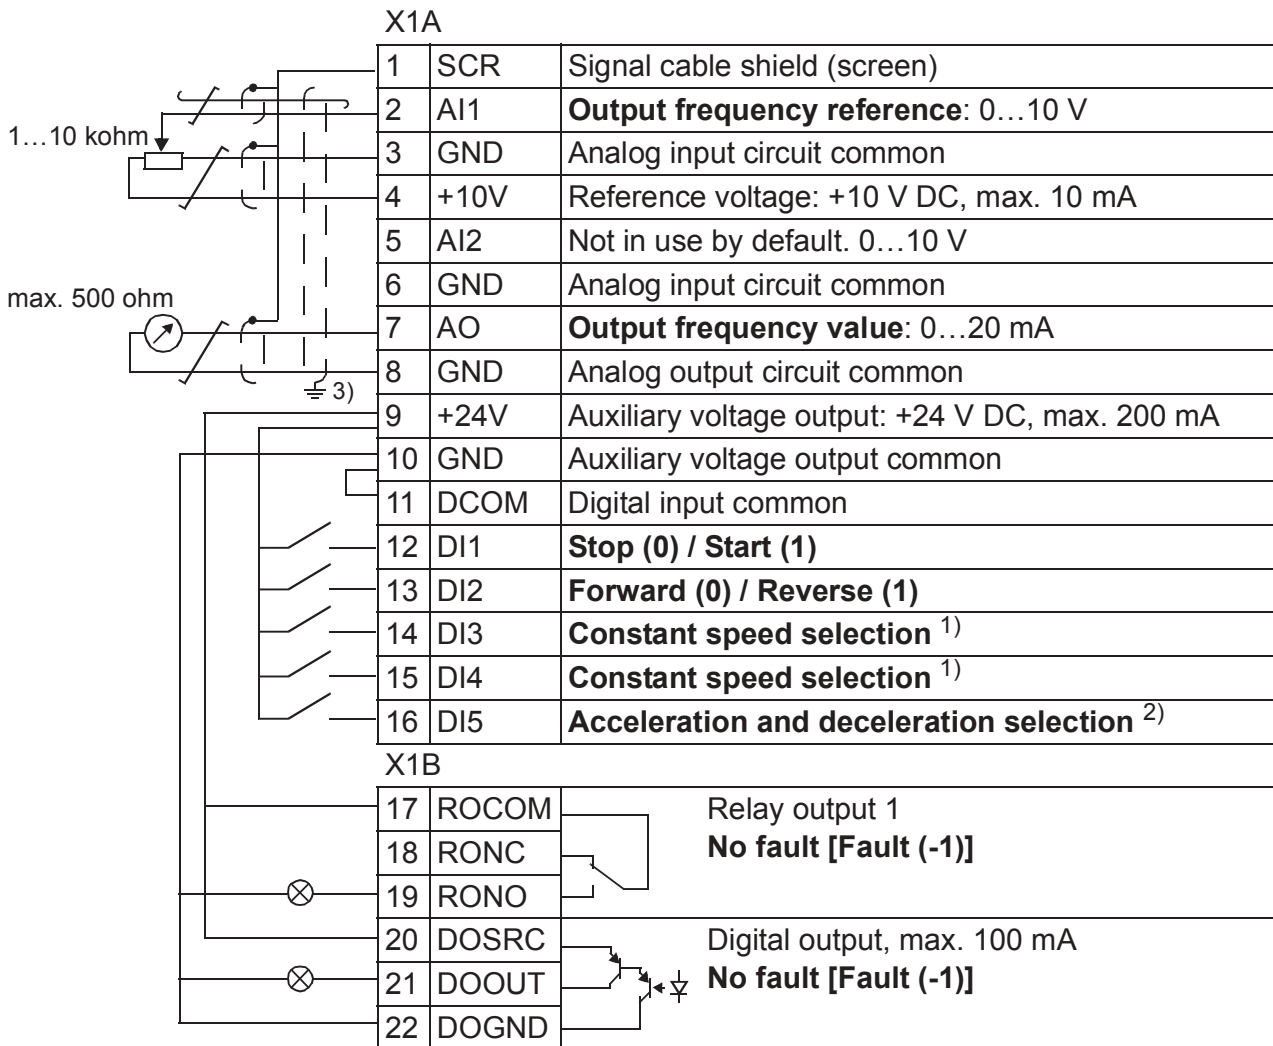 X1A
1 SCR Signal cable shield (screen)
2 AI1 Output frequency reference: 0…10 V
1…10 kohm
3 GND Analog input circuit common
4 +10V Reference voltage: +10 V DC, max. 10 mA
5 AI2 Not in use by default. 0…10 V
6 GND Analog input circuit common
max. 500 ohm
7 AO Output frequency value: 0…20 mA
8 GND Analog output circuit common
3)
9 +24V Auxiliary voltage output: +24 V DC, max. 200 mA
10 GND Auxiliary voltage output common
11 DCOM Digital input common
12 DI1 Stop (0) / Start (1)
13 DI2 Forward (0) / Reverse (1)
14 DI3 Constant speed selection 1)
15 DI4 Constant speed selection 1)
16 DI5 Acceleration and deceleration selection 2)
X1B
17 ROCOM Relay output 1
18 RONC No fault [Fault (-1)]
19 RONO
20 DOSRC Digital output, max. 100 mA
21 DOOUT No fault [Fault (-1)]
22 DOGND